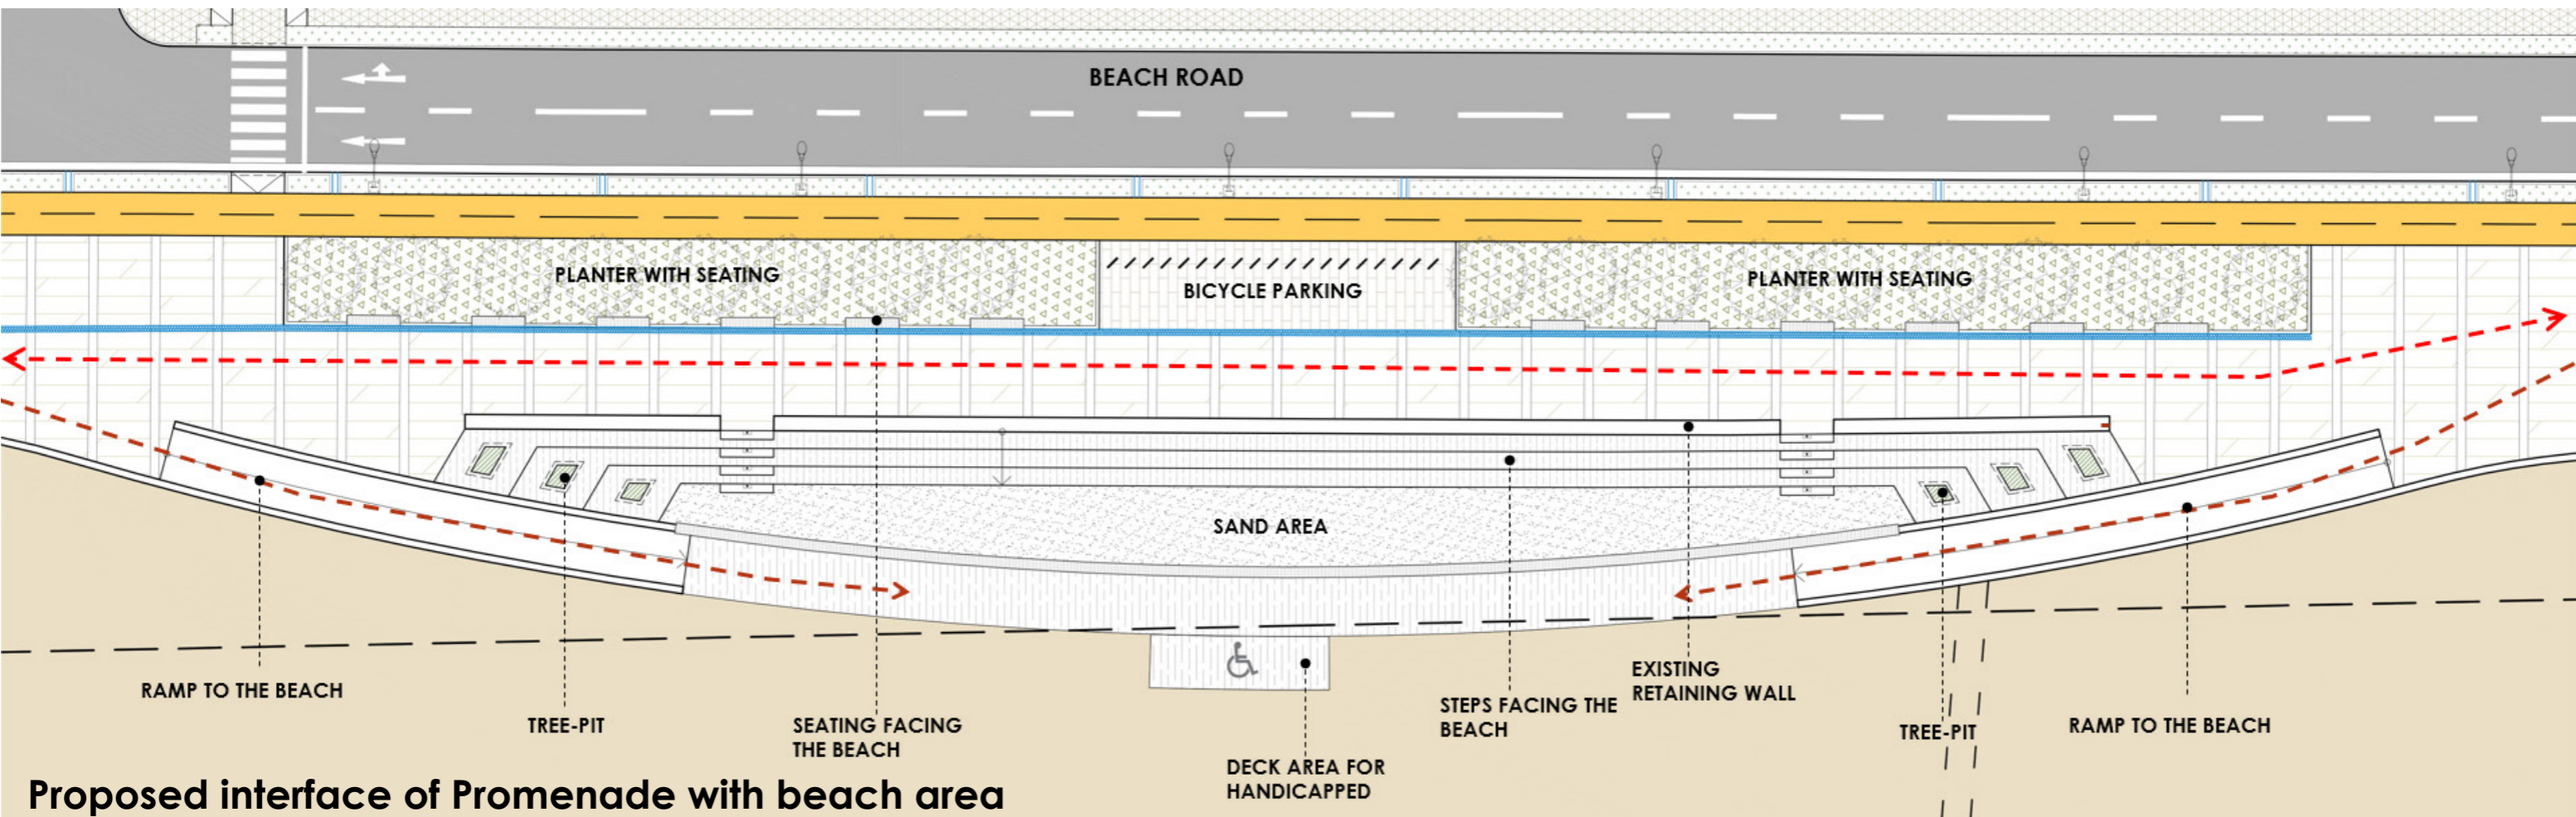 BEACH ROAD
PLANTER WITH SEATING
BICYCLE PARKING
PLANTER WITH SEATING
SAND AREA
RAMP TO THE BEACH
TREE-PIT
SEATING FACING
THE BEACH
DECK AREA FOR
HANDICAPPED
STEPS FACING THE
BEACH
EXISTING
RETAINING WALL
TREE-PIT
RAMP TO THE BEACH
Proposed interface of Promenade with beach area